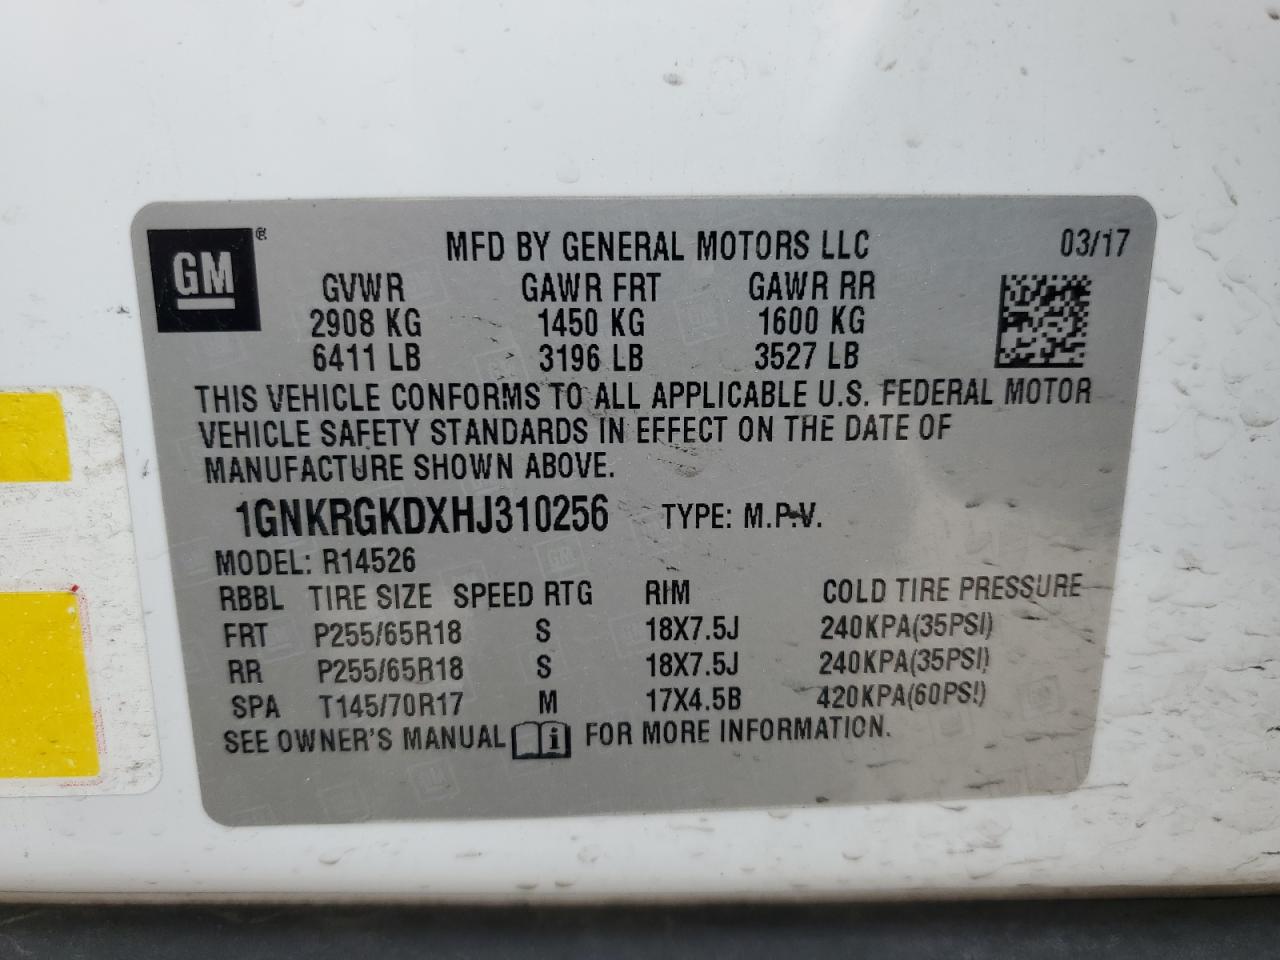 GM ®
MFD BY GENERAL MOTORS LLC 03/17
GVWR GAWR FRT GAWR RR
2908 KG 1450 KG 1600 KG
6411 LB 3196 LB 3527 LB
THIS VEHICLE CONFORMS TO ALL APPLICABLE U.S. FEDERAL MOTOR
VEHICLE SAFETY STANDARDS IN EFFECT ON THE DATE OF
MANUFACTURE SHOWN ABOVE.
1GNKRGKDXHJ310256 TYPE: M.P.V.
MODEL: R14526
RBBL TIRE SIZE SPEED RTG RIM COLD TIRE PRESSURE
FRT P255/65R18 S 18X7.5J 240KPA(35PSI)
RR P255/65R18 S 18X7.5J 240KPA(35PSI)
SPA T145/70R17 M 17X4.5B 420KPA(60PSI)
SEE OWNER'S MANUAL i FOR MORE INFORMATION.